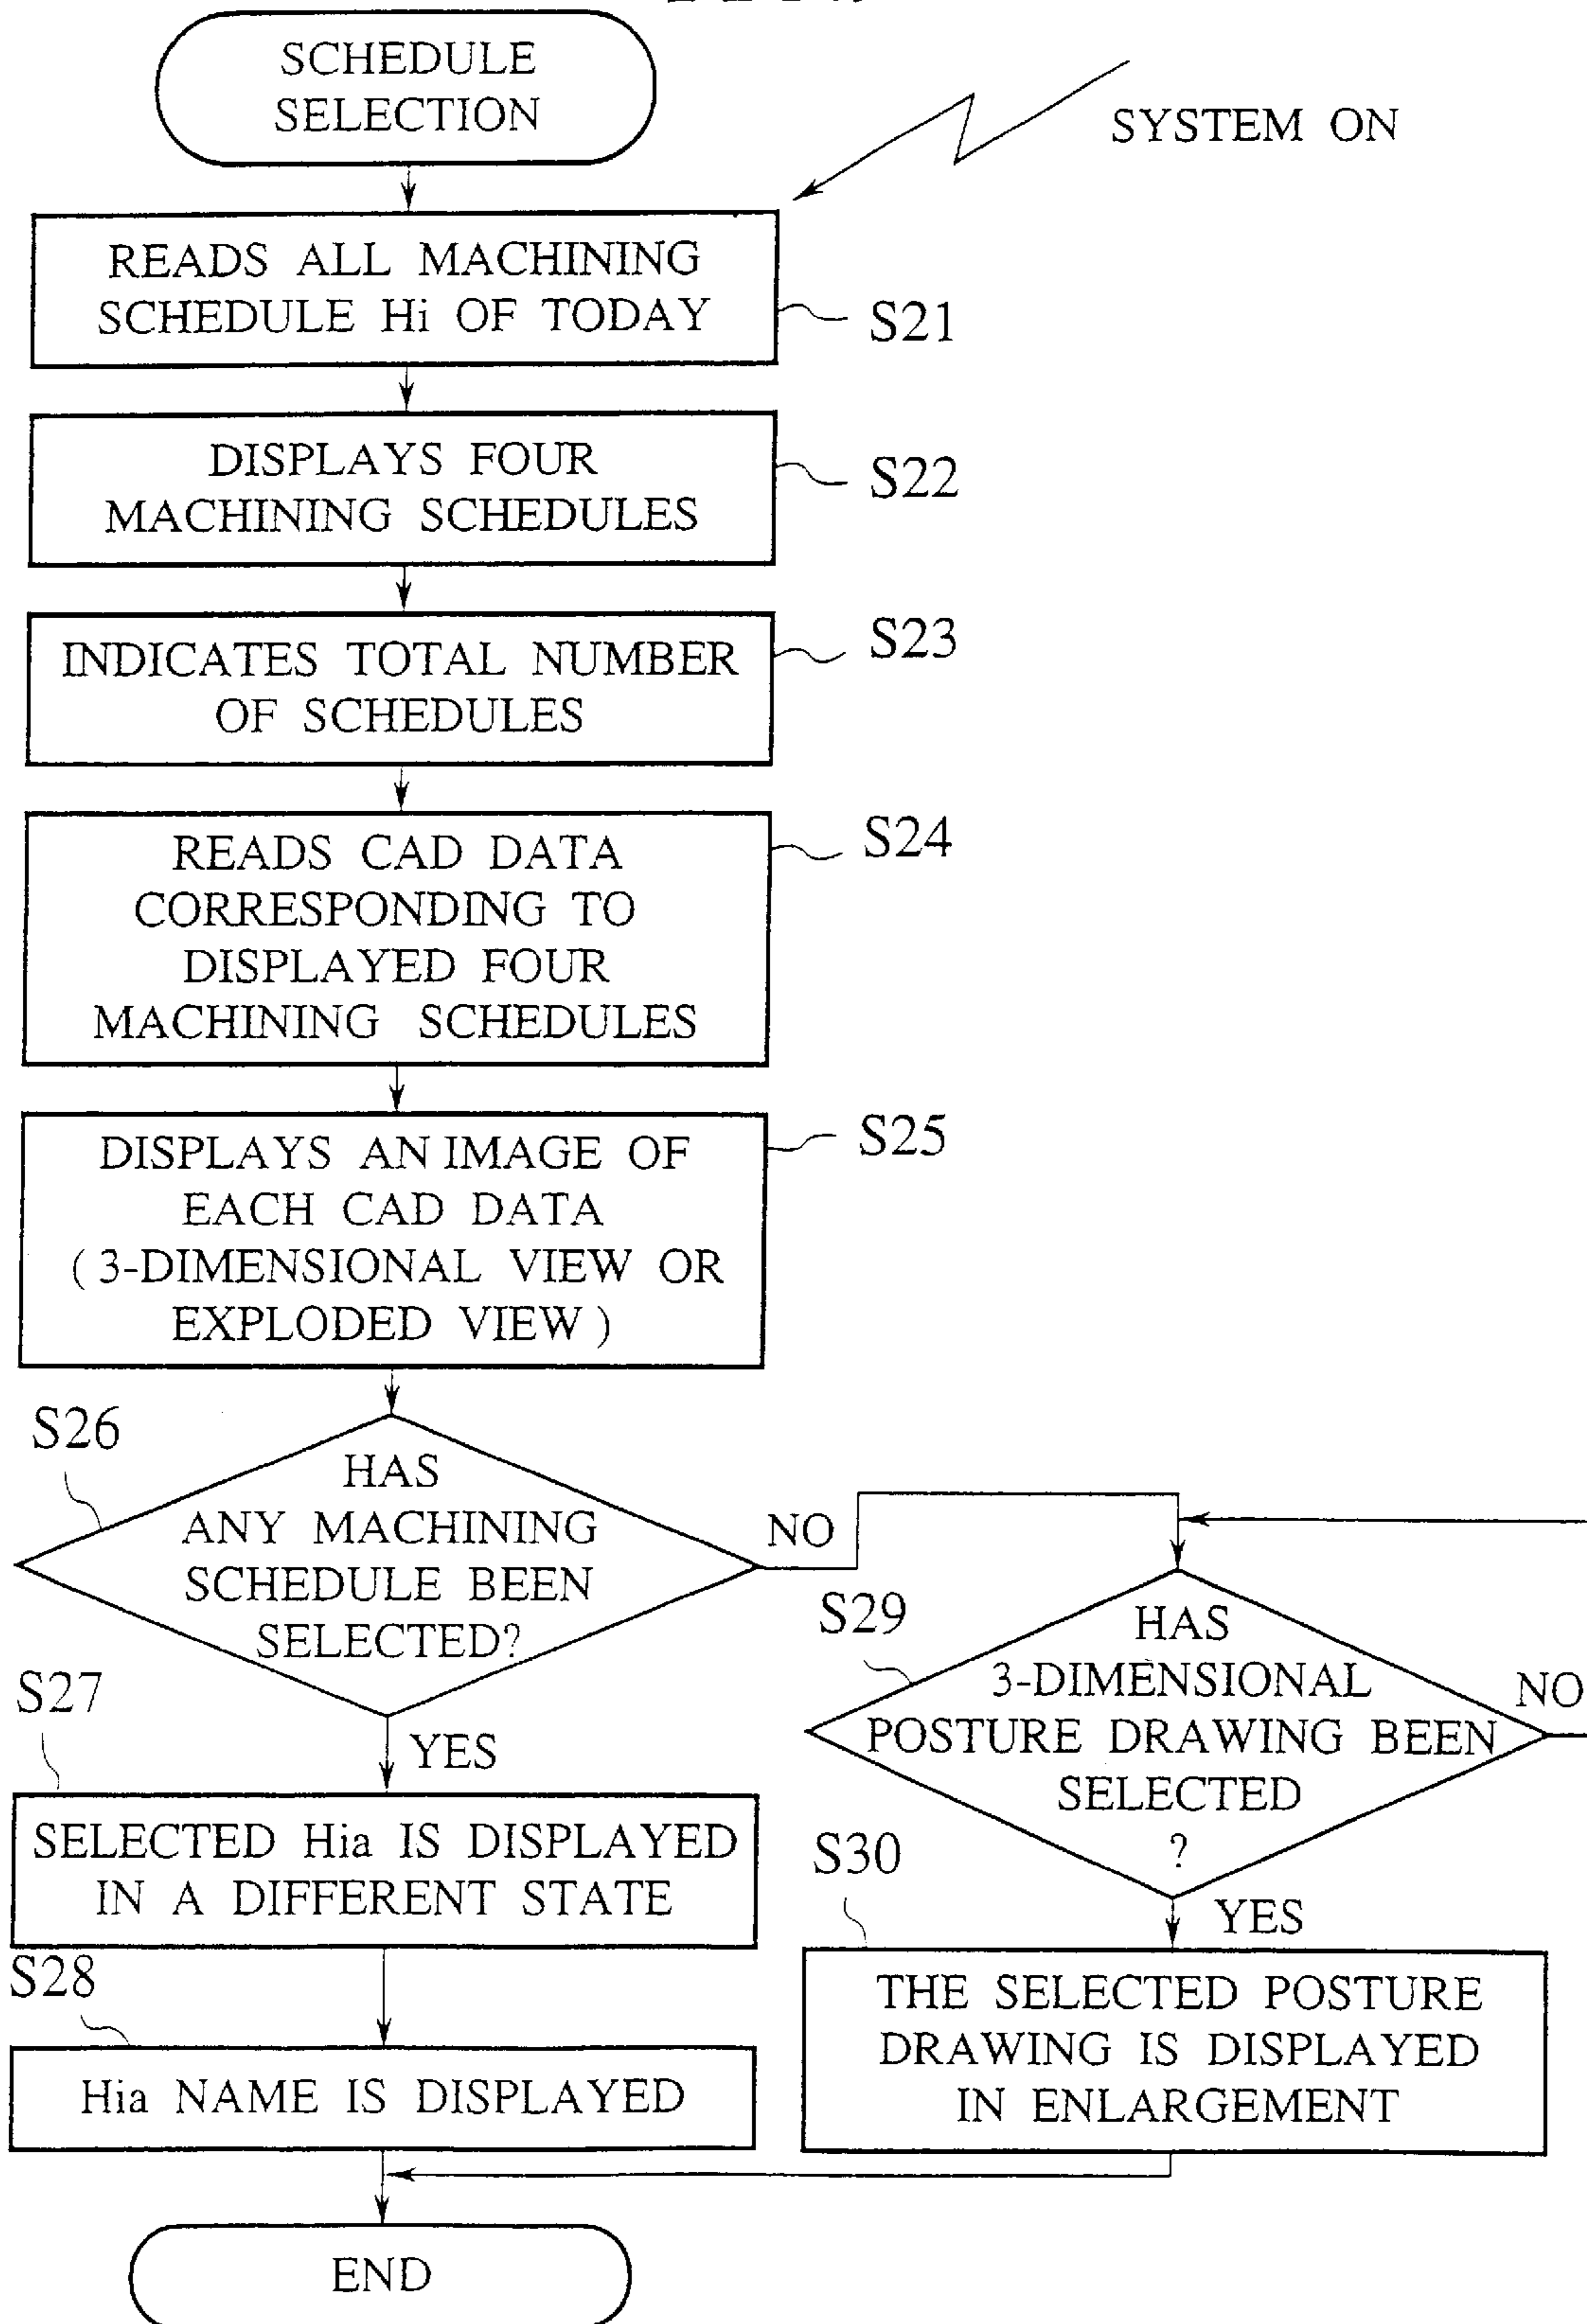 SCHEDULE
SELECTION
SYSTEM ON
READS ALL MACHINING
SCHEDULE Hi OF TODAY
S21
DISPLAYS FOUR
MACHINING SCHEDULES
S22
INDICATES TOTAL NUMBER
OF SCHEDULES
S23
READS CAD DATA
CORRESPONDING TO
DISPLAYED FOUR
MACHINING SCHEDULES
S24
DISPLAYS AN IMAGE OF
EACH CAD DATA
( 3-DIMENSIONAL VIEW OR
EXPLODED VIEW )
S25
S26
HAS
ANY MACHINING
SCHEDULE BEEN
SELECTED?
NO
YES
S27
SELECTED Hia IS DISPLAYED
IN A DIFFERENT STATE
S28
Hia NAME IS DISPLAYED
S29
HAS
3-DIMENSIONAL
POSTURE DRAWING BEEN
SELECTED
?
NO
YES
S30
THE SELECTED POSTURE
DRAWING IS DISPLAYED
IN ENLARGEMENT
END